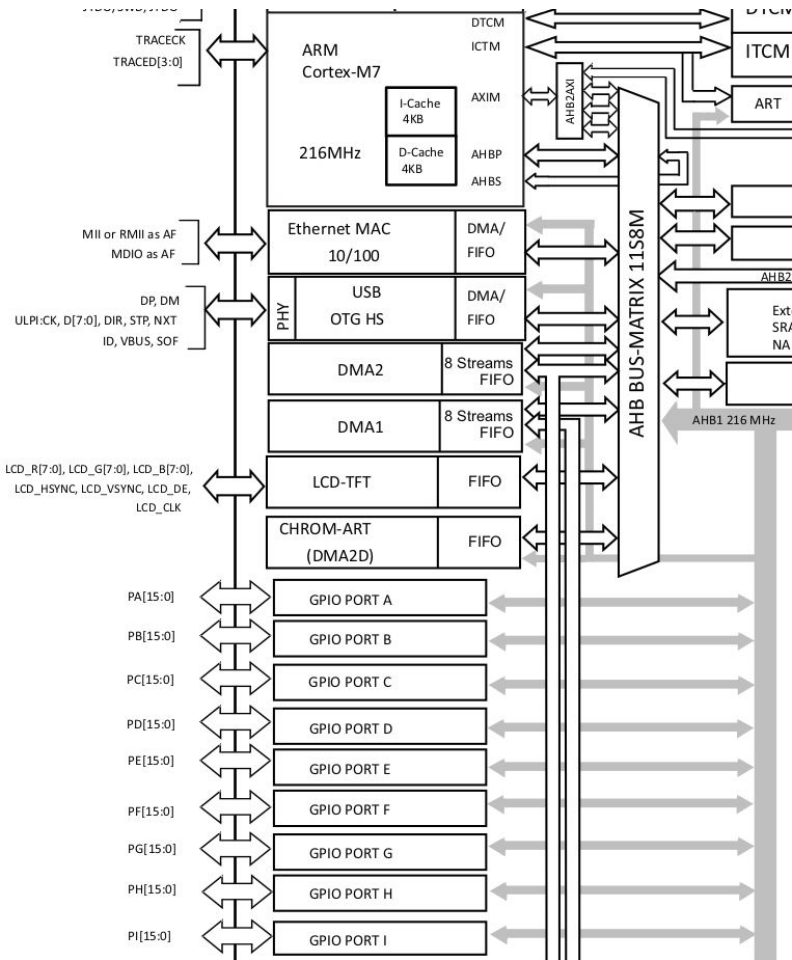 TRACECK
TRACED[3:0]
ARM
Cortex-M7
216MHz
I-Cache
4KB
D-Cache
4KB
DTCM
ICTM
AXIM
AHBP
AHBS
AHB2AXI
DTCM
ITCM
ART
MII or RMII as AF
MDIO as AF
Ethernet MAC
10/100
DMA/
FIFO
DP, DM
ULPI:CK, D[7:0], DIR, STP, NXT
ID, VBUS, SOF
PHY
USB
OTG HS
DMA/
FIFO
AHB BUS-MATRIX 11S8M
AHB2
Exte
SRA
NA
DMA2
8 Streams
FIFO
DMA1
8 Streams
FIFO
AHB1 216 MHz
LCD_R[7:0], LCD_G[7:0], LCD_B[7:0],
LCD_HSYNC, LCD_VSYNC, LCD_DE,
LCD_CLK
LCD-TFT
FIFO
CHROM-ART
(DMA2D)
FIFO
PA[15:0]
GPIO PORT A
PB[15:0]
GPIO PORT B
PC[15:0]
GPIO PORT C
PD[15:0]
GPIO PORT D
PE[15:0]
GPIO PORT E
PF[15:0]
GPIO PORT F
PG[15:0]
GPIO PORT G
PH[15:0]
GPIO PORT H
PI[15:0]
GPIO PORT I